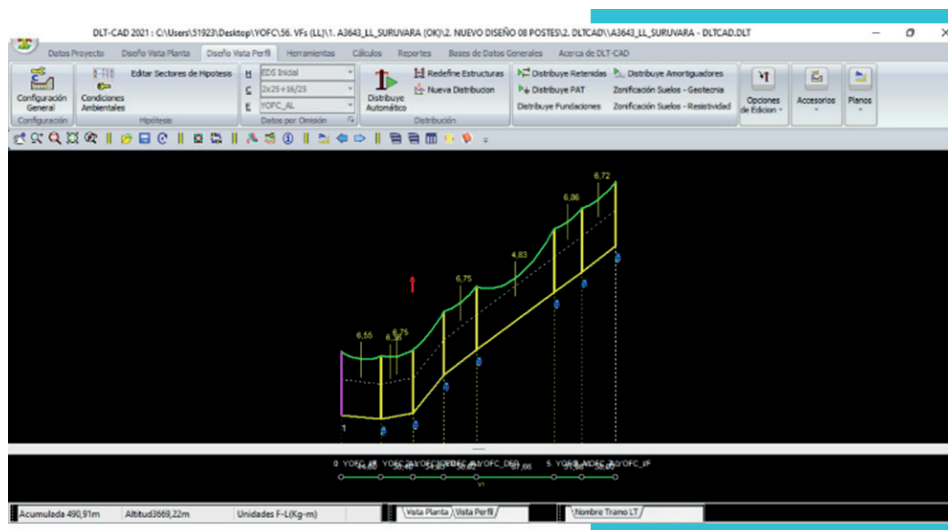 DLT-CAD 2021 : C:\Users\51923\Desktop\YOFC\56. VFs (LL)\1. A3643_LL_SURUVARA (OK)\2. NUEVO DISEÑO 08 POSTES\2. DLTCAD\\A3643_LL_SURUVARA - DLTCAD.DLT
Datos Proyecto Diseño Vista Planta Diseño Vista Perfil Herramientas Cálculos Reportes Bases de Datos Generales Acerca de DLT-CAD
Configuración General
Configuración
Condiciones Ambientales
Editar Sectores de Hipotesis
Hipótesis
H EDS Inicial
C 2x25+16/25
E YOFC_AL
Datos por Omisión
Distribuye Automático
Redefine Estructuras
Nueva Distribucion
Distribución
Distribuye Retenidas
Distribuye Amortiguadores
Distribuye PAT
Zonificación Suelos - Geotecnia
Distribuye Fundaciones
Zonificación Suelos - Resistividad
Opciones de Edicion
Accesorios
Planos
6,72
6,86
4,83
6,75
6,75
6,55
1
0 YOFC
5
YOFC_I/F
V1
Acumulada 490,91m
Altitud3669,22m
Unidades F-L(Kg-m)
Vista Planta
Vista Perfil
Nombre Tramo LT